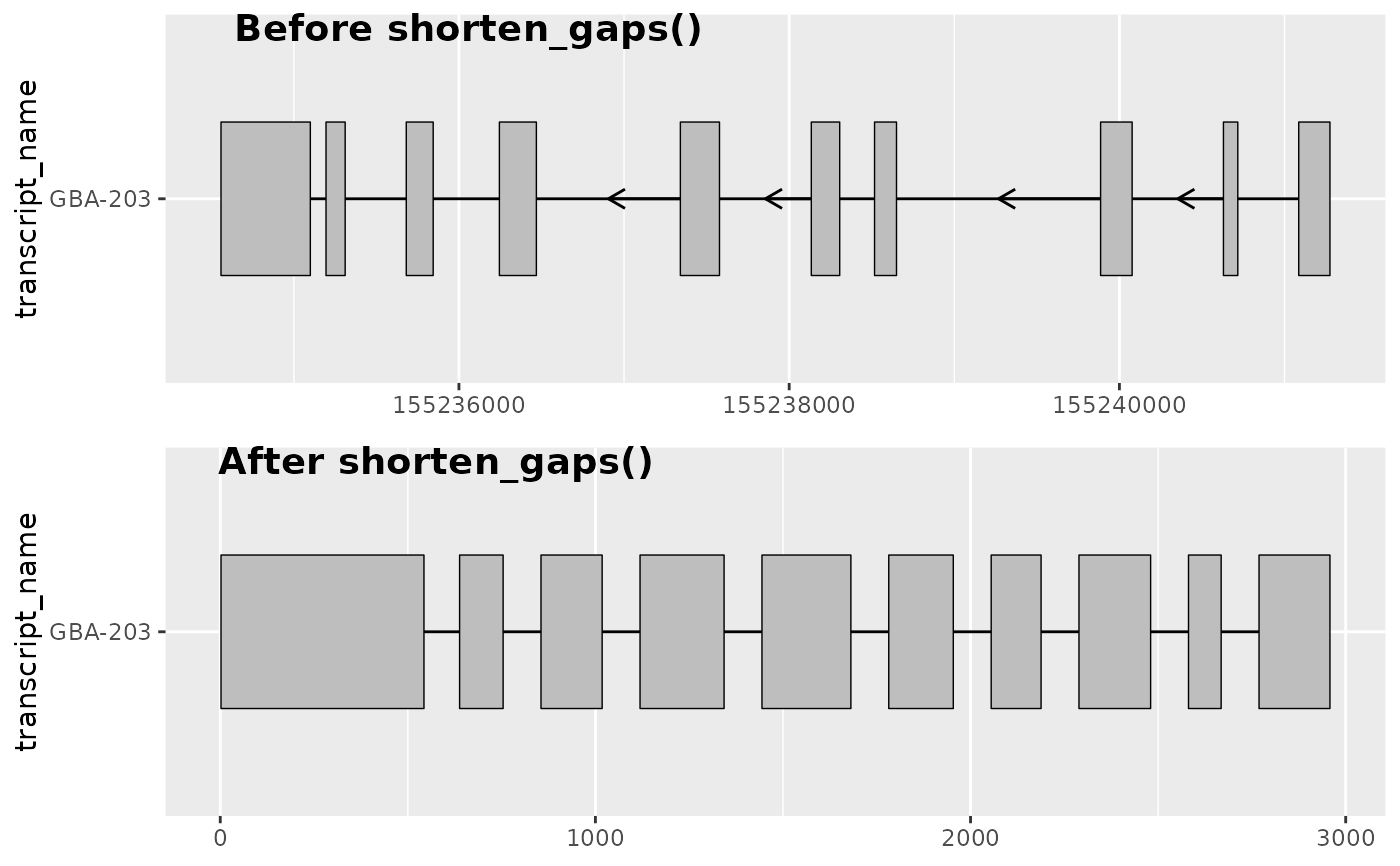 Before shorten_gaps()
transcript_name
GBA-203
155236000 155238000 155240000
After shorten_gaps()
transcript_name
GBA-203
0 1000 2000 3000